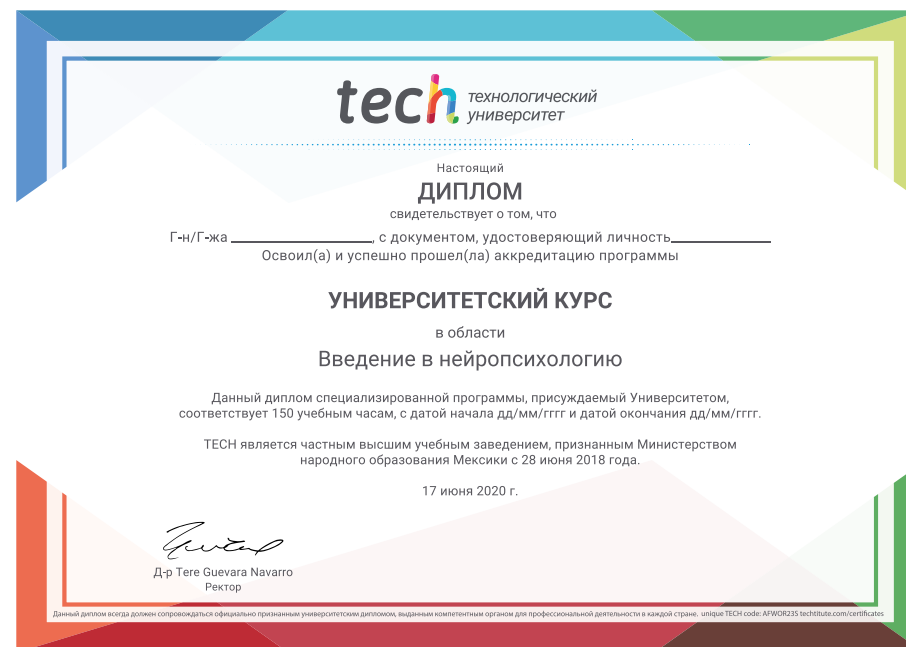 tech технологический
университет
Настоящий
ДИПЛОМ
свидетельствует о том, что
Г-н/Г-жа , с документом, удостоверяющий личность
Освоил(а) и успешно прошел(ла) аккредитацию программы
УНИВЕРСИТЕТСКИЙ КУРС
в области
Введение в нейропсихологию
Данный диплом специализированной программы, присуждаемый Университетом,
соответствует 150 учебным часам, с датой начала дд/мм/гггг и датой окончания дд/мм/гггг.
TECH является частным высшим учебным заведением, признанным Министерством
народного образования Мексики с 28 июня 2018 года.
17 июня 2020 г.
Д-р Tere Guevara Navarro
Ректор
Данный диплом всегда должен сопровождаться официально признанным университетским дипломом, выданным компетентным органом для профессиональной деятельности в каждой стране. unique TECH code: AFWOR23S techtitute.com/certificates